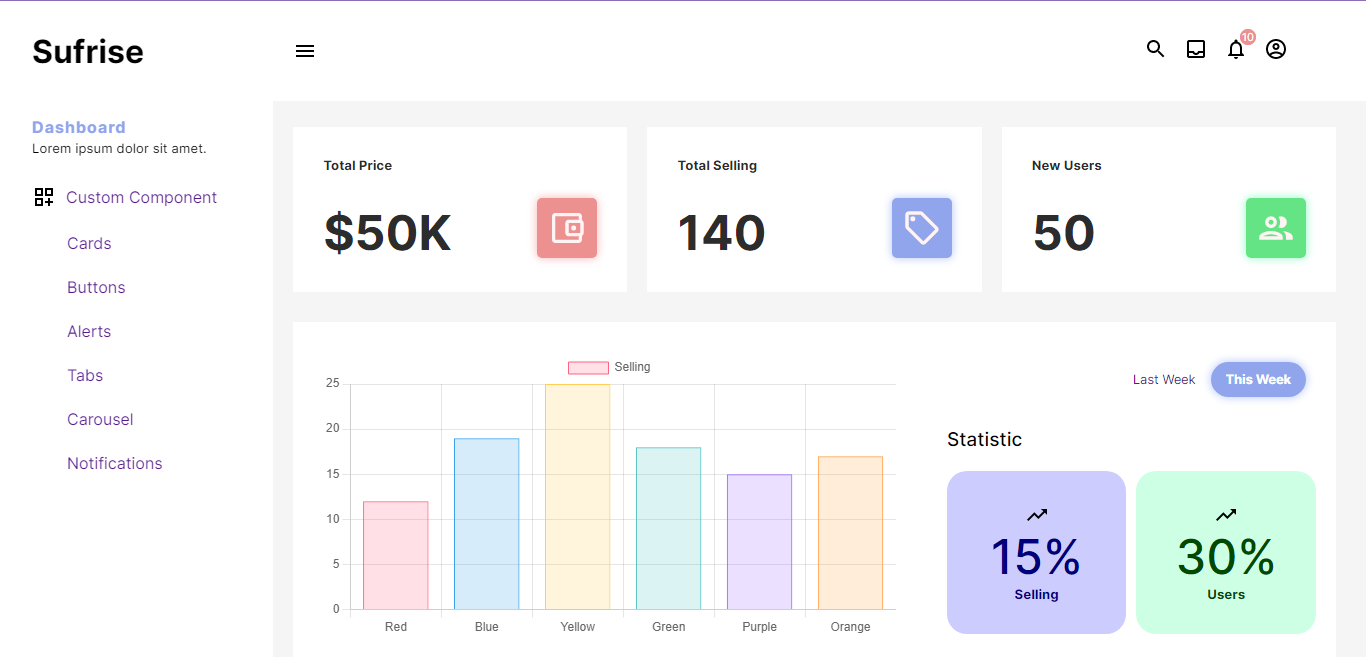 Sufrise
10
Dashboard
Lorem ipsum dolor sit amet.
Custom Component
Cards
Buttons
Alerts
Tabs
Carousel
Notifications
Total Price
$50K
Total Selling
140
New Users
50
Selling
25
20
15
10
5
0
Red Blue Yellow Green Purple Orange
Last Week This Week
Statistic
15%
Selling
30%
Users